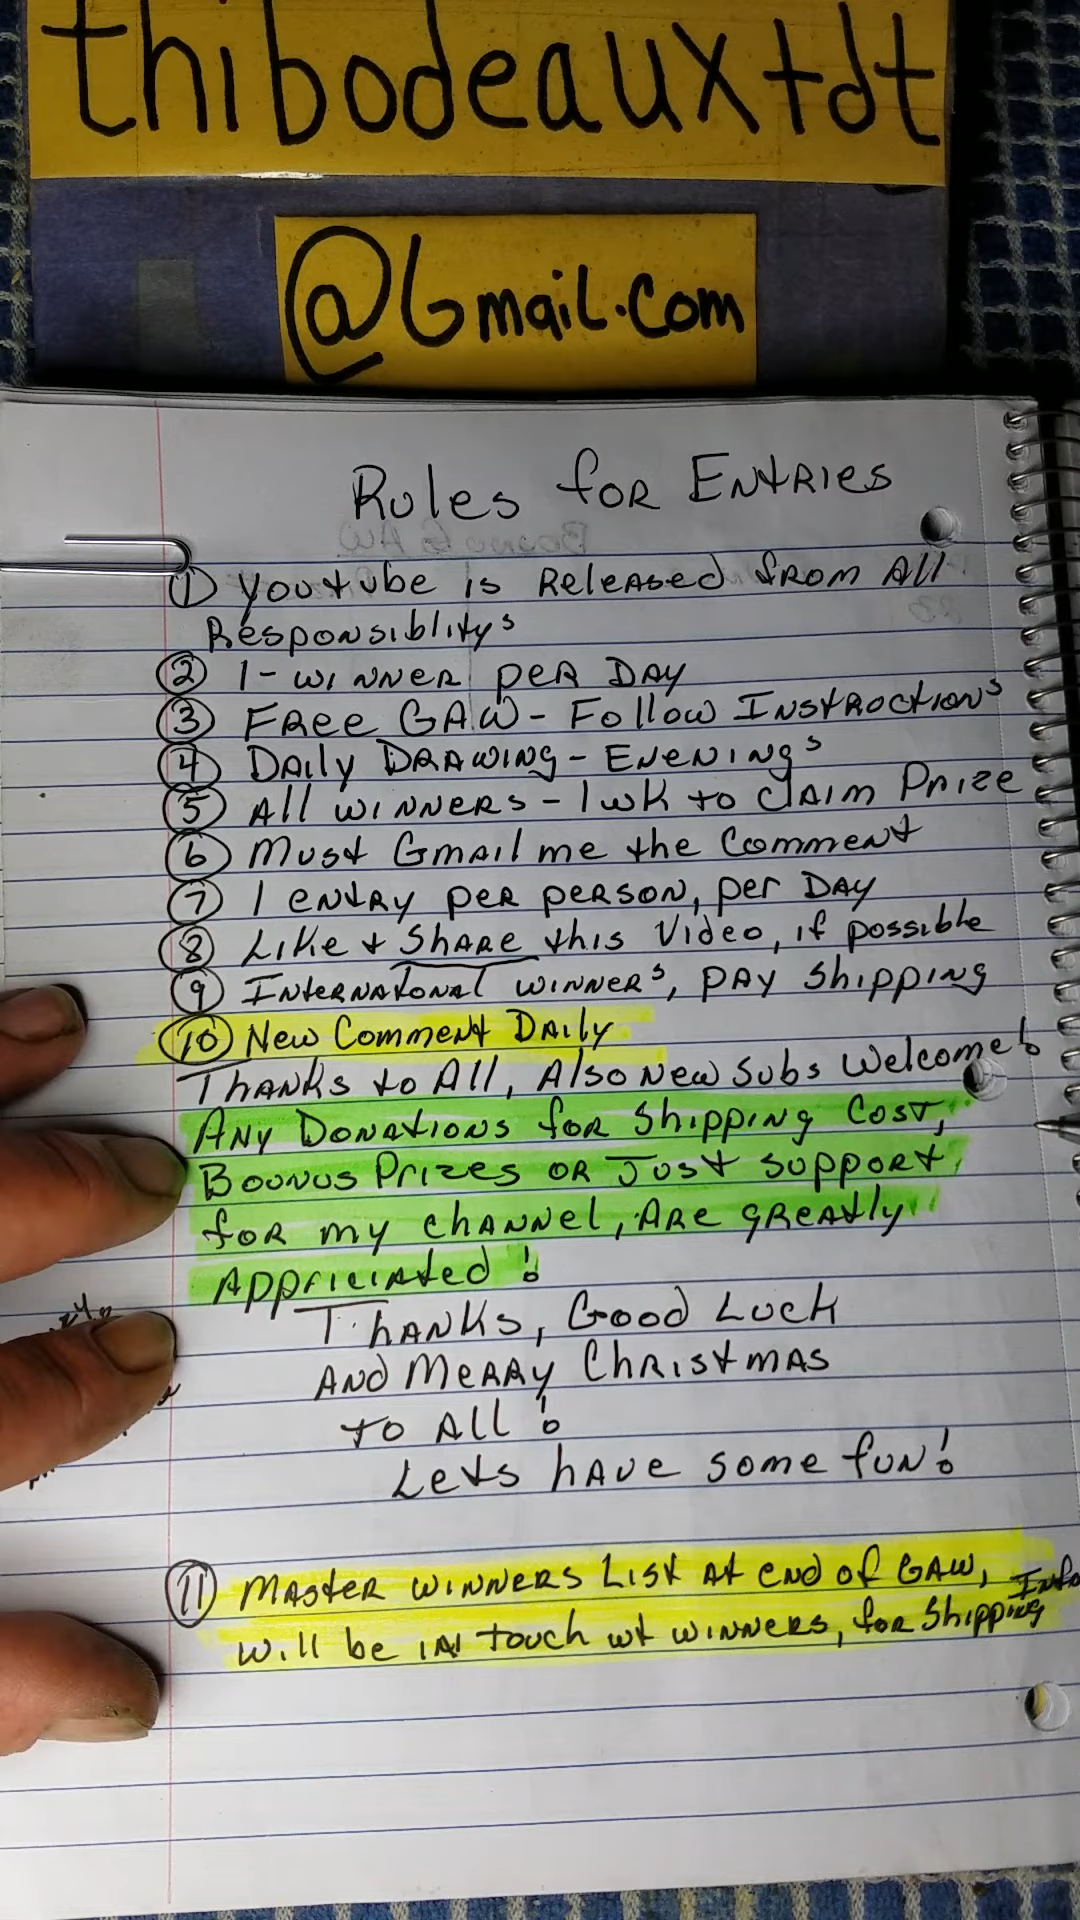 thibodeauxtdt
@Gmail.com
Rules for Entries
① Youtube is Released from All
Responsiblitys
② 1-winner per Day
③ Free GAW - Follow Instructions
④ Daily Drawing - Evenings
⑤ All winners - 1 wk to claim Prize
⑥ Must Gmail me the Comment
⑦ 1 entry per person, per Day
⑧ Like + Share this Video, if possible
⑨ Internatonal winners, pay shipping
⑩ New Comment Daily
Thanks to All, Also New Subs Welcome!
Any Donations for Shipping Cost,
Boonus Prizes or Just support
for my channel, Are greatly
Appriciated!
Thanks, Good Luck
And Merry Christmas
to All!
Lets have some fun!
⑪ Master winners List At end of GAW,
will be in touch wt winners, for Shipping Info